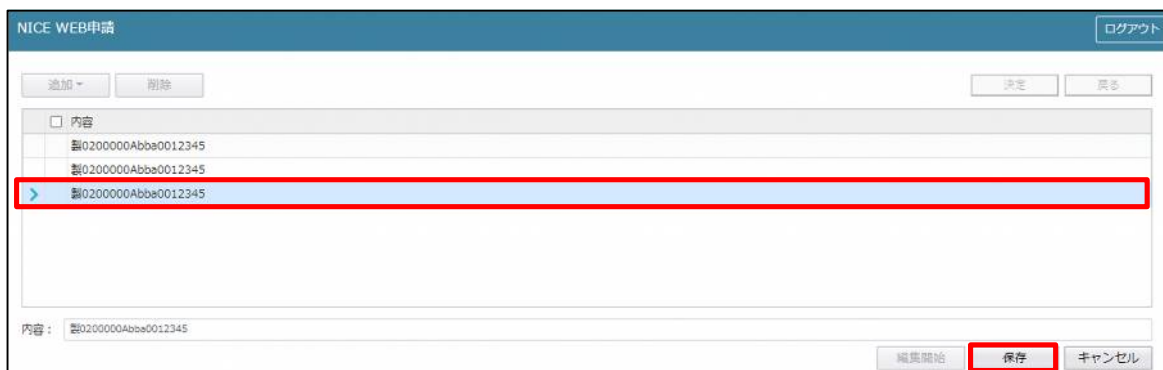 NICE WEB申請
ログアウト
追加 削除 決定 戻る
内容
製0200000Abba0012345
製0200000Abba0012345
製0200000Abba0012345
内容： 製0200000Abba0012345
編集開始 保存 キャンセル